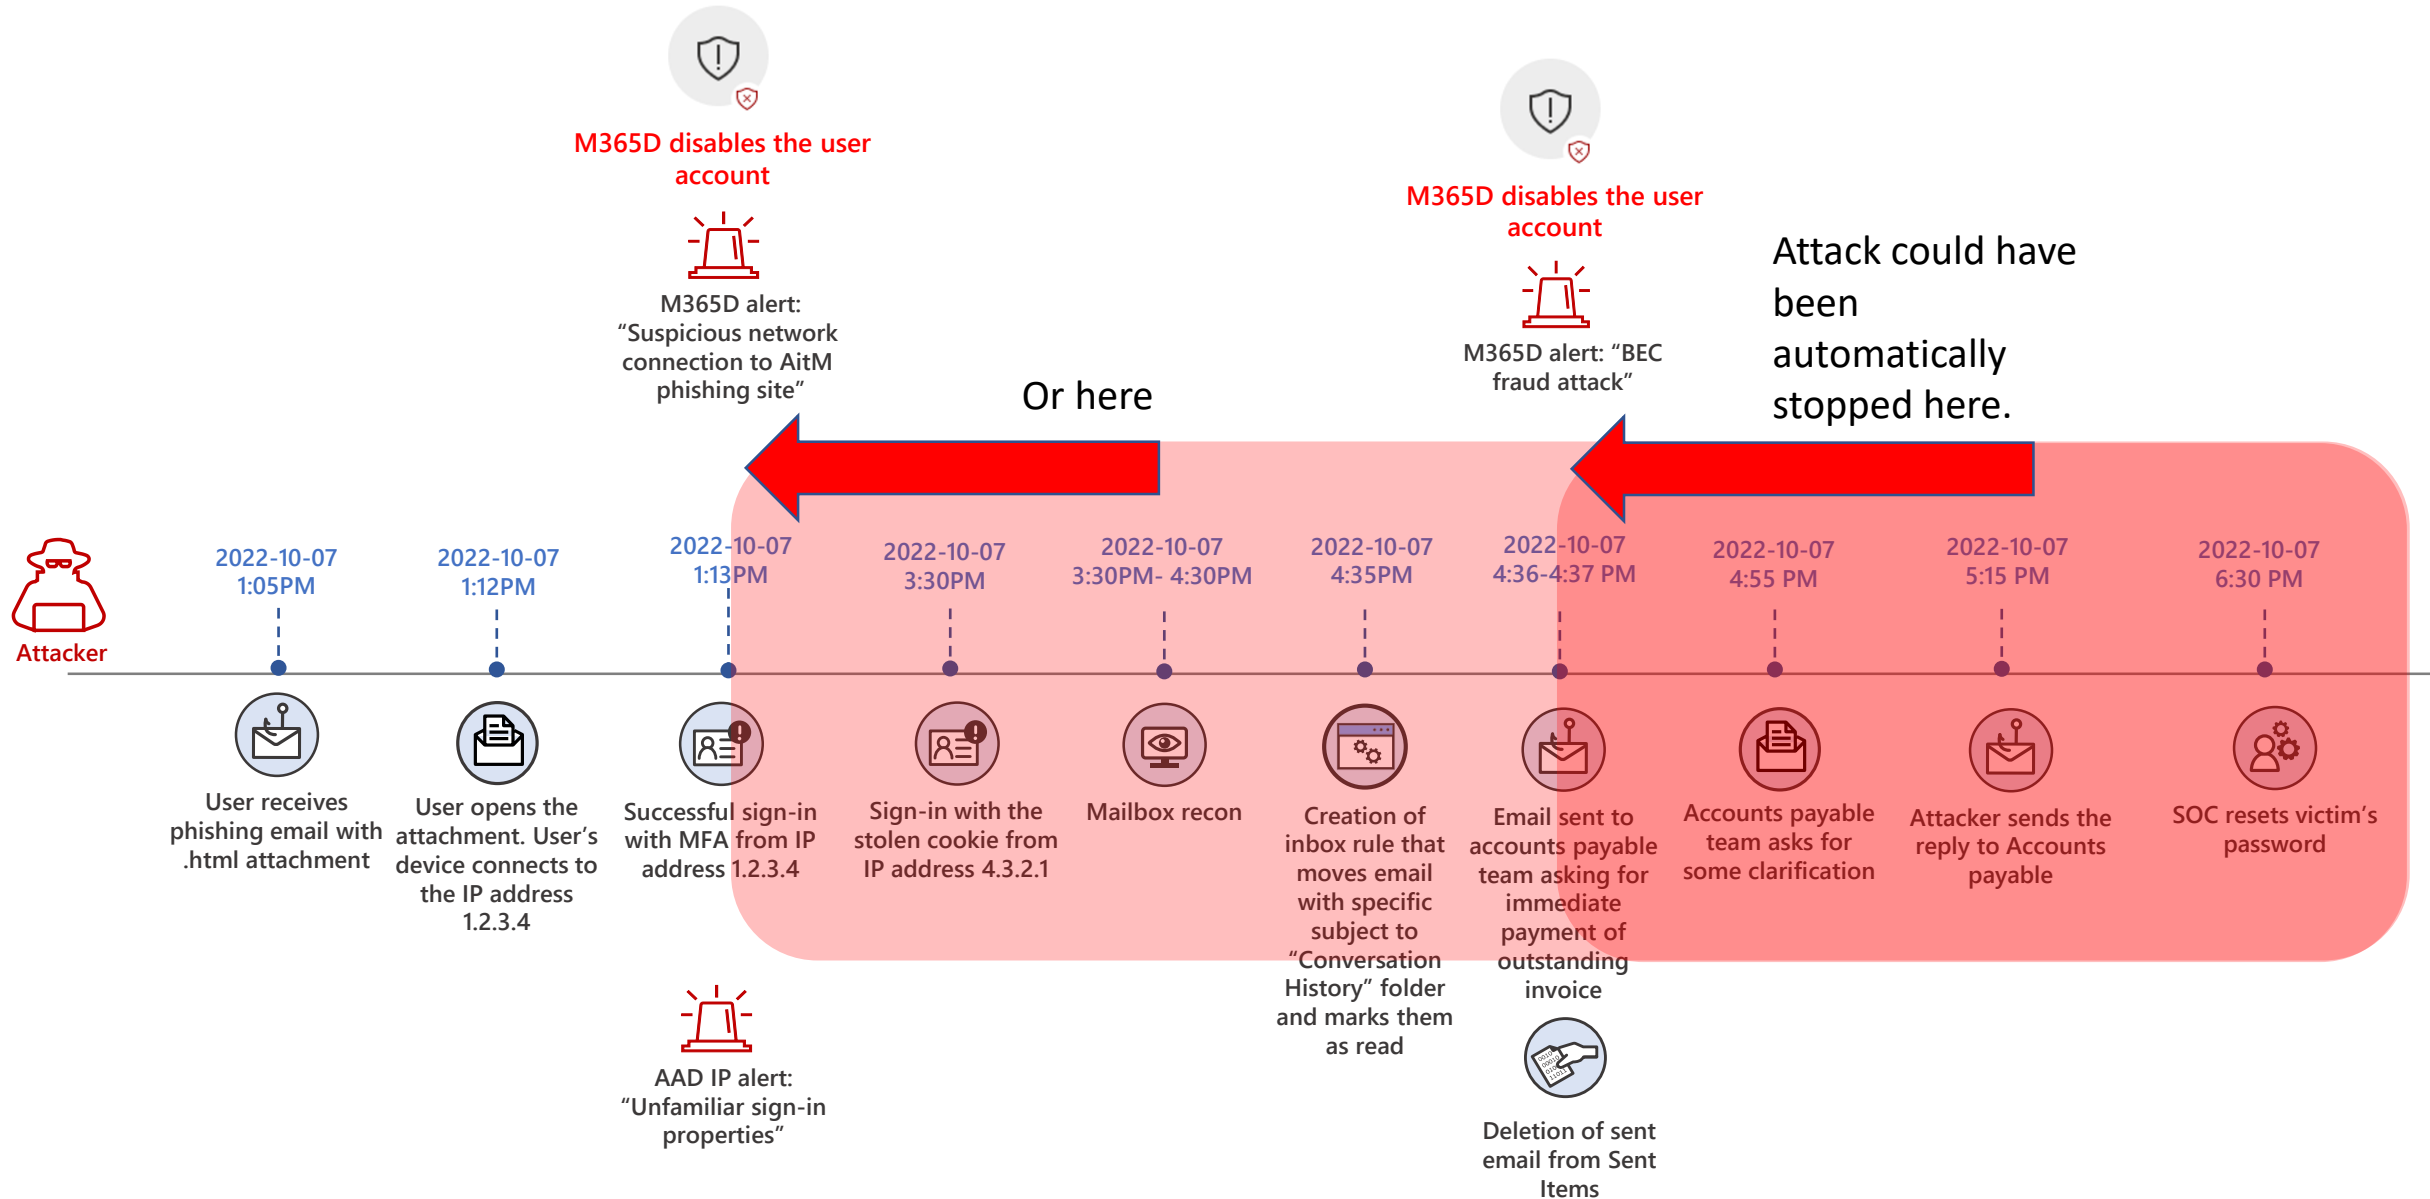 M365D disables the user
account
M365D alert:
“Suspicious network
connection to AitM
phishing site”
Or here
M365D disables the user
account
M365D alert: “BEC
fraud attack”
Attack could have
been
automatically
stopped here.
Attacker
2022-10-07
1:05PM
2022-10-07
1:12PM
2022-10-07
1:13PM
2022-10-07
3:30PM
2022-10-07
3:30PM- 4:30PM
2022-10-07
4:35PM
2022-10-07
4:36-4:37 PM
2022-10-07
4:55 PM
2022-10-07
5:15 PM
2022-10-07
6:30 PM
User receives
phishing email with
.html attachment
User opens the
attachment. User’s
device connects to
the IP address
1.2.3.4
Successful sign-in
with MFA from IP
address 1.2.3.4
Sign-in with the
stolen cookie from
IP address 4.3.2.1
Mailbox recon
Creation of
inbox rule that
moves email
with specific
subject to
“Conversation
History” folder
and marks them
as read
Email sent to
accounts payable
team asking for
immediate
payment of
outstanding
invoice
Accounts payable
team asks for
some clarification
Attacker sends the
reply to Accounts
payable
SOC resets victim’s
password
AAD IP alert:
“Unfamiliar sign-in
properties”
Deletion of sent
email from Sent
Items